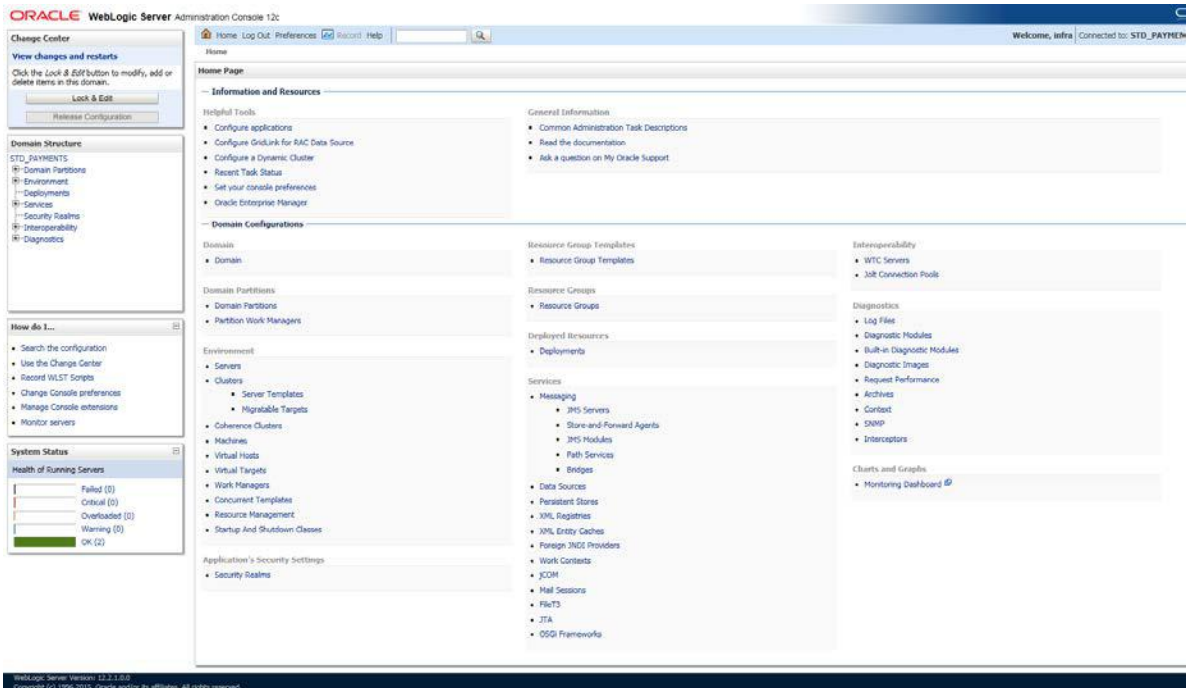 ORACLE WebLogic Server Administration Console 12c
Change Center
View changes and restarts
Click the Lock & Edit button to modify, add or
delete items in this domain.
Lock & Edit
Release Configuration
Domain Structure
STD_PAYMENTS
Domain Partitions
Environment
Deployments
Services
Security Realms
Interoperability
Diagnostics
How do I...
Search the configuration
Use the Change Center
Record WLST Scripts
Change Console preferences
Manage Console extensions
Monitor servers
System Status
Health of Running Servers
Failed (0)
Critical (0)
Overloaded (0)
Warning (0)
OK (2)
Home Log Out Preferences Record Help
Welcome, infra Connected to: STD_PAYMEN
Home
Home Page
Information and Resources
Helpful Tools
Configure applications
Configure GridLink for RAC Data Source
Configure a Dynamic Cluster
Recent Task Status
Set your console preferences
Oracle Enterprise Manager
General Information
Common Administration Task Descriptions
Read the documentation
Ask a question on My Oracle Support
Domain Configurations
Domain
Domain
Domain Partitions
Domain Partitions
Partition Work Managers
Environment
Servers
Clusters
Server Templates
Migratable Targets
Coherence Clusters
Machines
Virtual Hosts
Virtual Targets
Work Managers
Concurrent Templates
Resource Management
Startup And Shutdown Classes
Application's Security Settings
Security Realms
Resource Group Templates
Resource Group Templates
Resource Groups
Resource Groups
Deployed Resources
Deployments
Services
Messaging
JMS Servers
Store-and-Forward Agents
JMS Modules
Path Services
Bridges
Data Sources
Persistent Stores
XML Registries
XML Entity Caches
Foreign JNDI Providers
Work Contexts
jCOM
Mail Sessions
FileT3
JTA
OSGi Frameworks
Interoperability
WTC Servers
Jolt Connection Pools
Diagnostics
Log Files
Diagnostic Modules
Built-in Diagnostic Modules
Diagnostic Images
Request Performance
Archives
Context
SNMP
Interceptors
Charts and Graphs
Monitoring Dashboard
WebLogic Server Version: 12.2.1.0.0
Copyright (c) 1996,2015, Oracle and/or its affiliates. All rights reserved.